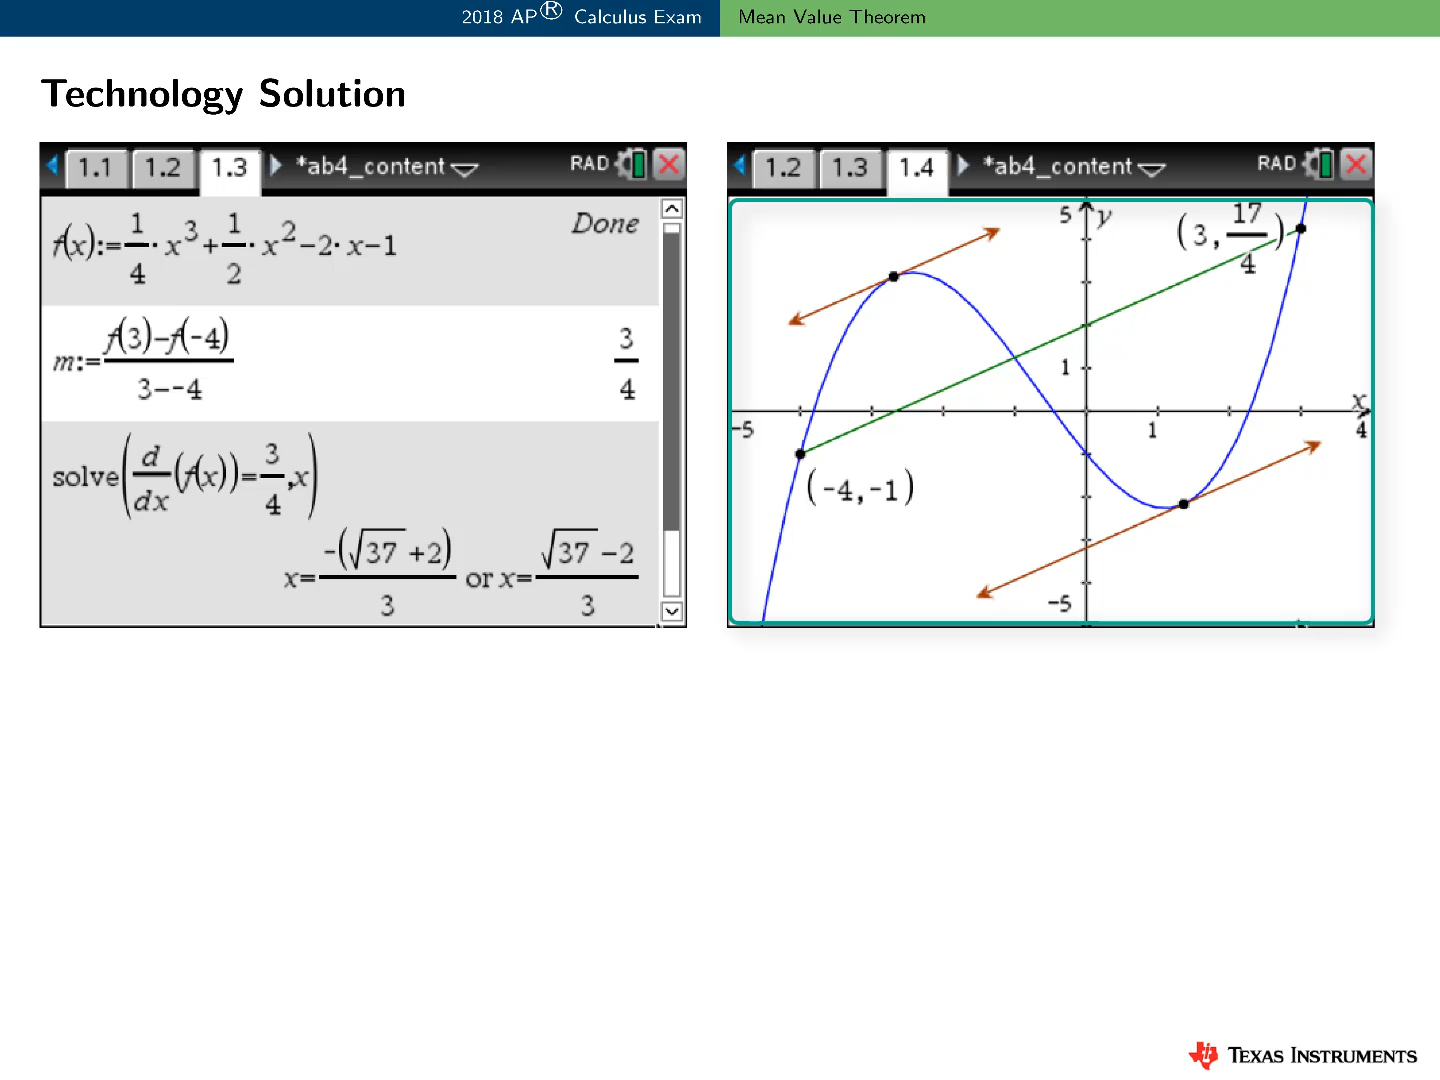 2018 AP® Calculus Exam Mean Value Theorem
Technology Solution
1.1 1.2 1.3 *ab4_content RAD
f(x):=1/4·x^3+1/2·x^2−2·x−1 Done
m:=(f(3)−f(-4))/(3−-4) 3/4
solve(d/dx(f(x))=3/4,x)
x=-(√37+2)/3 or x=(√37−2)/3
1.2 1.3 1.4 *ab4_content RAD
5 y (3, 17/4)
1 x
-5 1 4
(-4,-1)
-5
TEXAS INSTRUMENTS